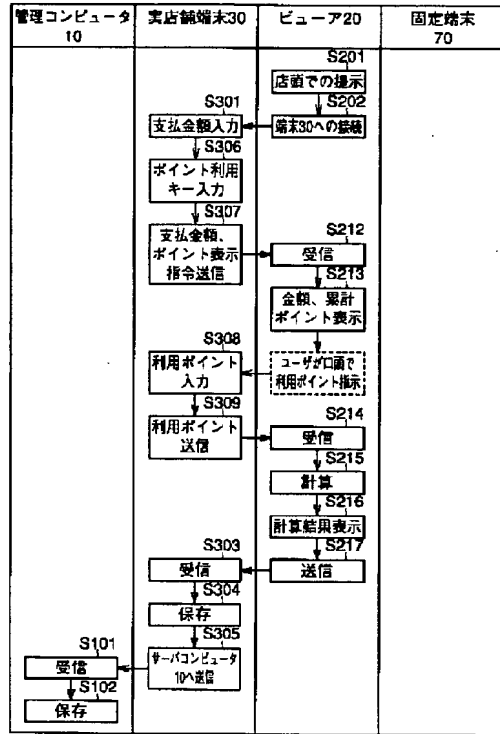 管理コンピュータ
10
実店舗端末30
ビューア20
固定端末
70
S201
店頭での提示
S202
端末30への接続
S301
支払金額入力
S306
ポイント利用
キー入力
S307
支払金額、
ポイント表示
指令送信
S212
受信
S213
金額、累計
ポイント表示
ユーザが口頭で
利用ポイント指示
S308
利用ポイント
入力
S309
利用ポイント
送信
S214
受信
S215
計算
S216
計算結果表示
S217
送信
S303
受信
S304
保存
S305
サーバコンピュータ
10へ送信
S101
受信
S102
保存